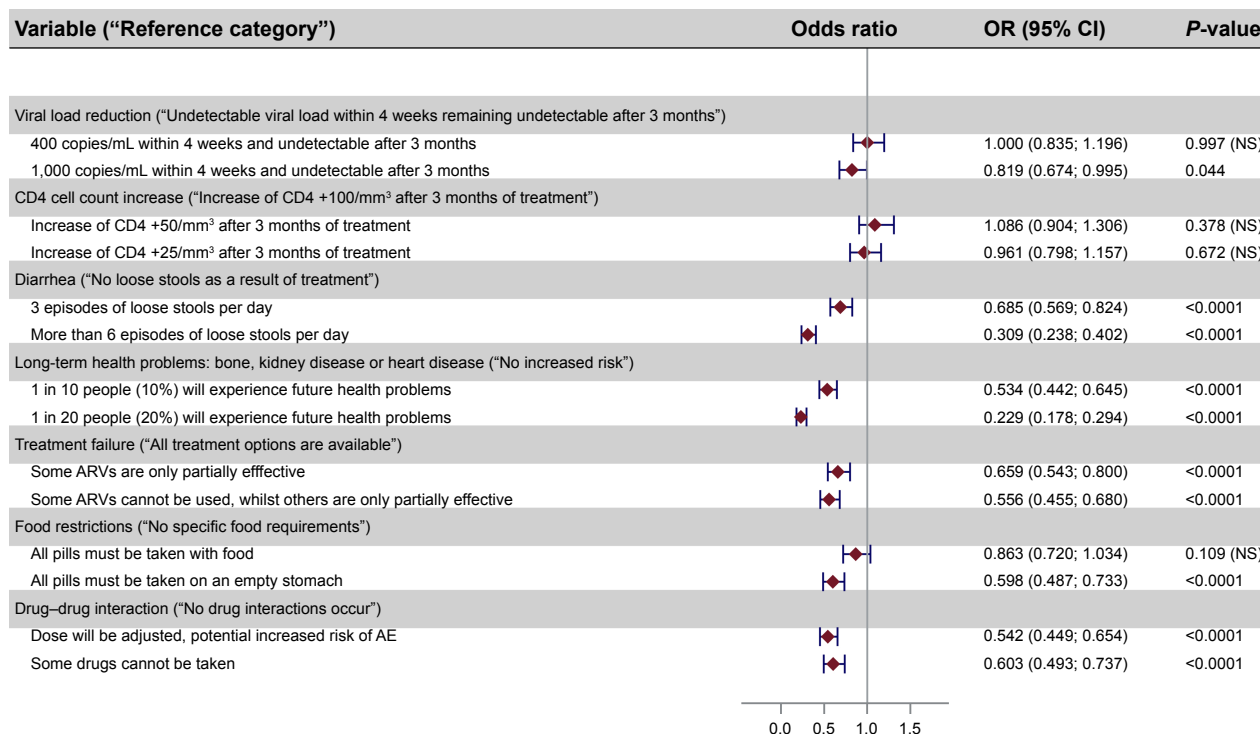 Variable (“Reference category”) Odds ratio OR (95% CI) P-value
Viral load reduction (“Undetectable viral load within 4 weeks remaining undetectable after 3 months”)
400 copies/mL within 4 weeks and undetectable after 3 months 1.000 (0.835; 1.196) 0.997 (NS)
1,000 copies/mL within 4 weeks and undetectable after 3 months 0.819 (0.674; 0.995) 0.044
CD4 cell count increase (“Increase of CD4 +100/mm³ after 3 months of treatment”)
Increase of CD4 +50/mm³ after 3 months of treatment 1.086 (0.904; 1.306) 0.378 (NS)
Increase of CD4 +25/mm³ after 3 months of treatment 0.961 (0.798; 1.157) 0.672 (NS)
Diarrhea (“No loose stools as a result of treatment”)
3 episodes of loose stools per day 0.685 (0.569; 0.824) <0.0001
More than 6 episodes of loose stools per day 0.309 (0.238; 0.402) <0.0001
Long-term health problems: bone, kidney disease or heart disease (“No increased risk”)
1 in 10 people (10%) will experience future health problems 0.534 (0.442; 0.645) <0.0001
1 in 20 people (20%) will experience future health problems 0.229 (0.178; 0.294) <0.0001
Treatment failure (“All treatment options are available”)
Some ARVs are only partially efffective 0.659 (0.543; 0.800) <0.0001
Some ARVs cannot be used, whilst others are only partially effective 0.556 (0.455; 0.680) <0.0001
Food restrictions (“No specific food requirements”)
All pills must be taken with food 0.863 (0.720; 1.034) 0.109 (NS)
All pills must be taken on an empty stomach 0.598 (0.487; 0.733) <0.0001
Drug–drug interaction (“No drug interactions occur”)
Dose will be adjusted, potential increased risk of AE 0.542 (0.449; 0.654) <0.0001
Some drugs cannot be taken 0.603 (0.493; 0.737) <0.0001
0.0 0.5 1.0 1.5